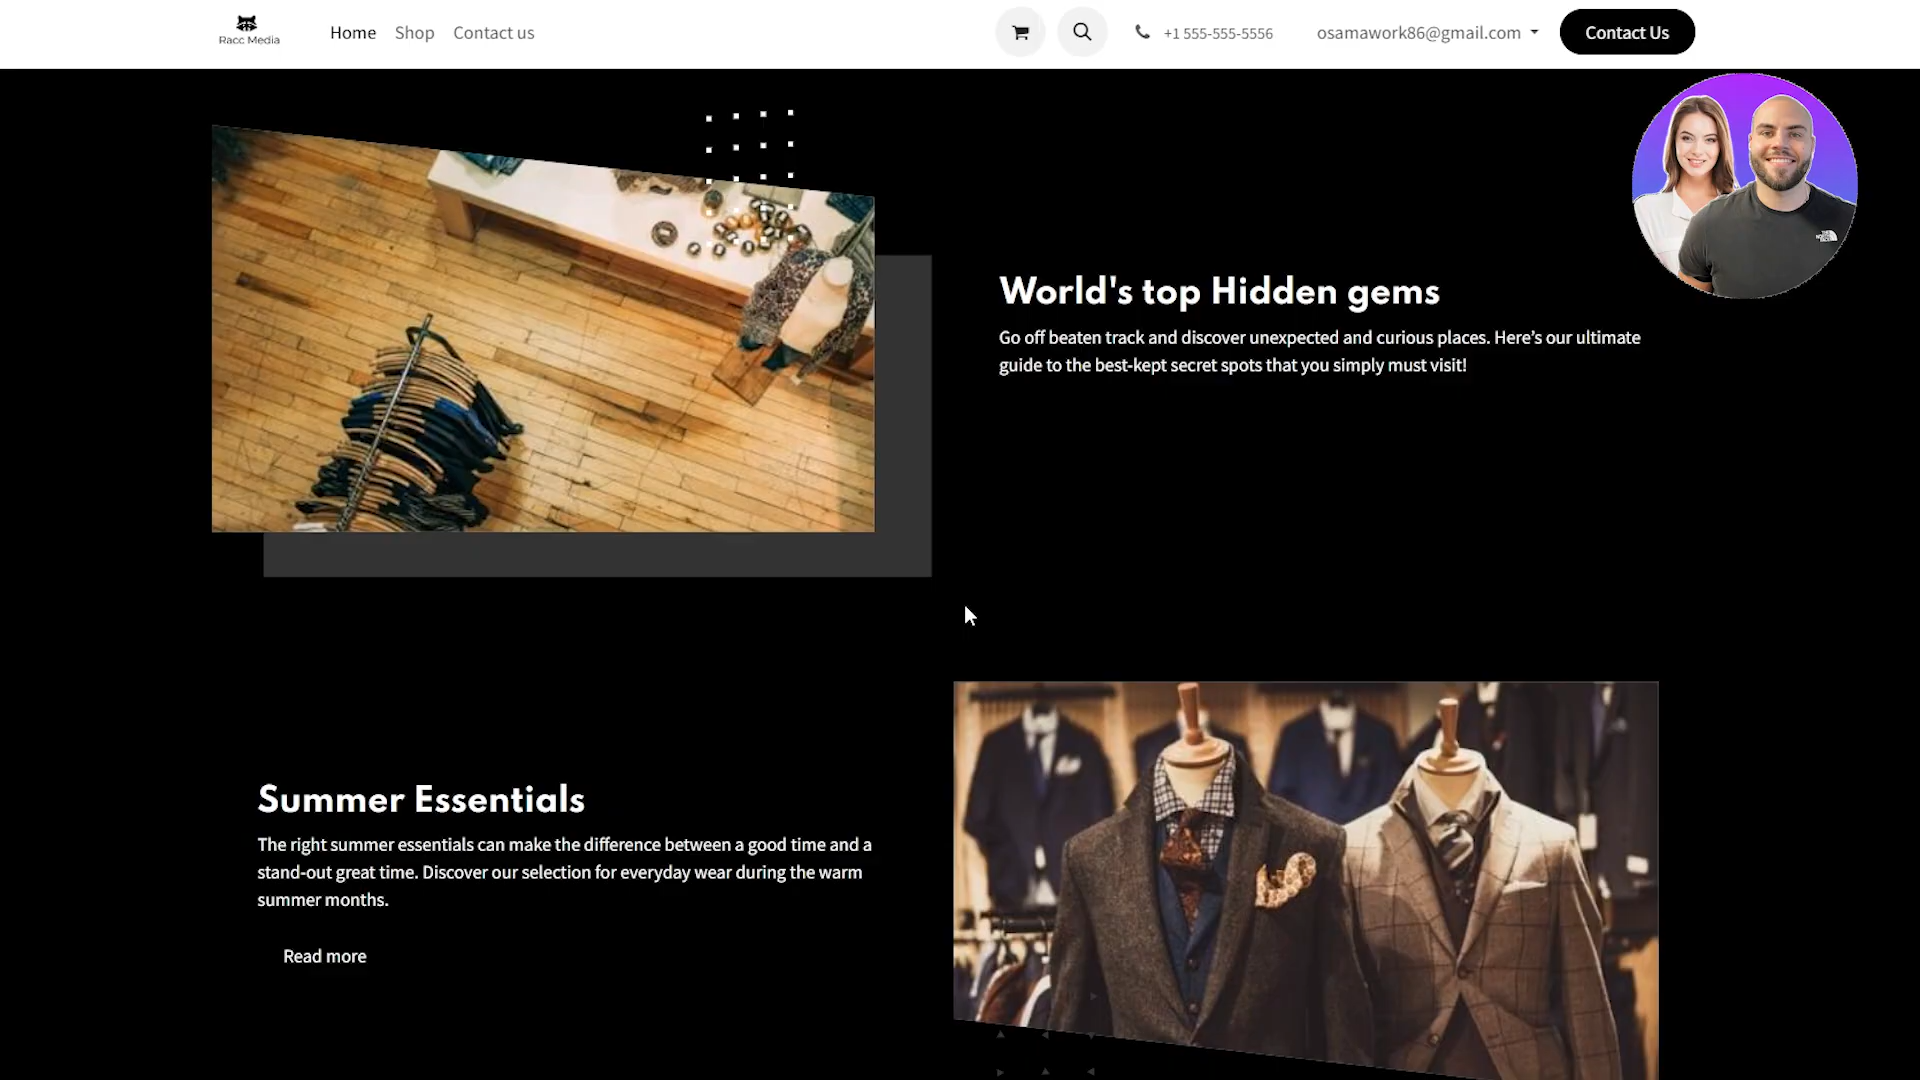 Racc Media
Home Shop Contact us +1 555-555-5556 osamawork86@gmail.com Contact Us
World's top Hidden gems
Go off beaten track and discover unexpected and curious places. Here’s our ultimate
guide to the best-kept secret spots that you simply must visit!
Summer Essentials
The right summer essentials can make the difference between a good time and a
stand-out great time. Discover our selection for everyday wear during the warm
summer months.
Read more